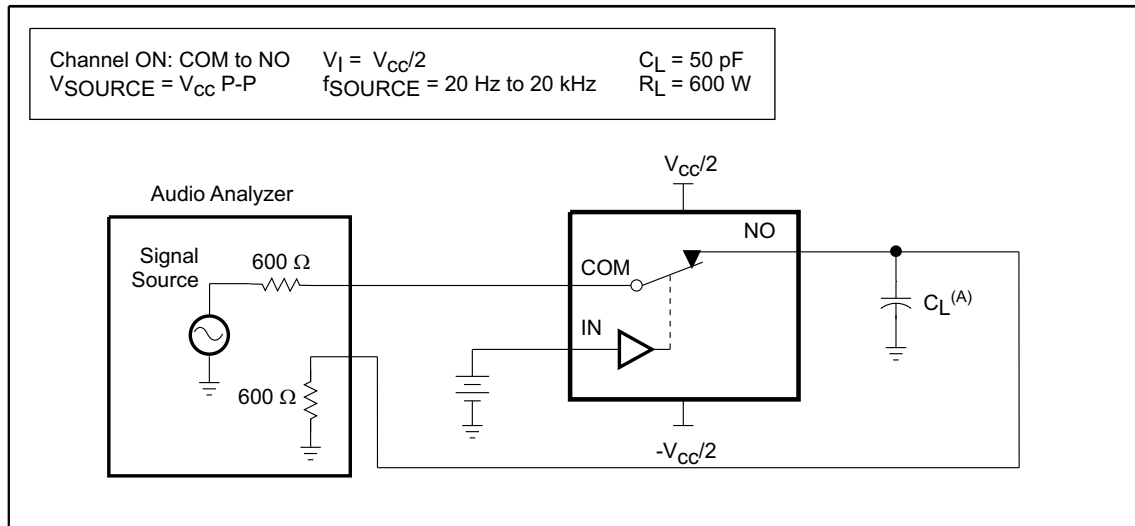 Channel ON: COM to NO V_I = V_CC/2 C_L = 50 pF
V_SOURCE = V_CC P-P f_SOURCE = 20 Hz to 20 kHz R_L = 600 W
V_CC/2
Audio Analyzer
NO
Signal
Source
600 Ω
COM
C_L^(A)
IN
600 Ω
-V_CC/2